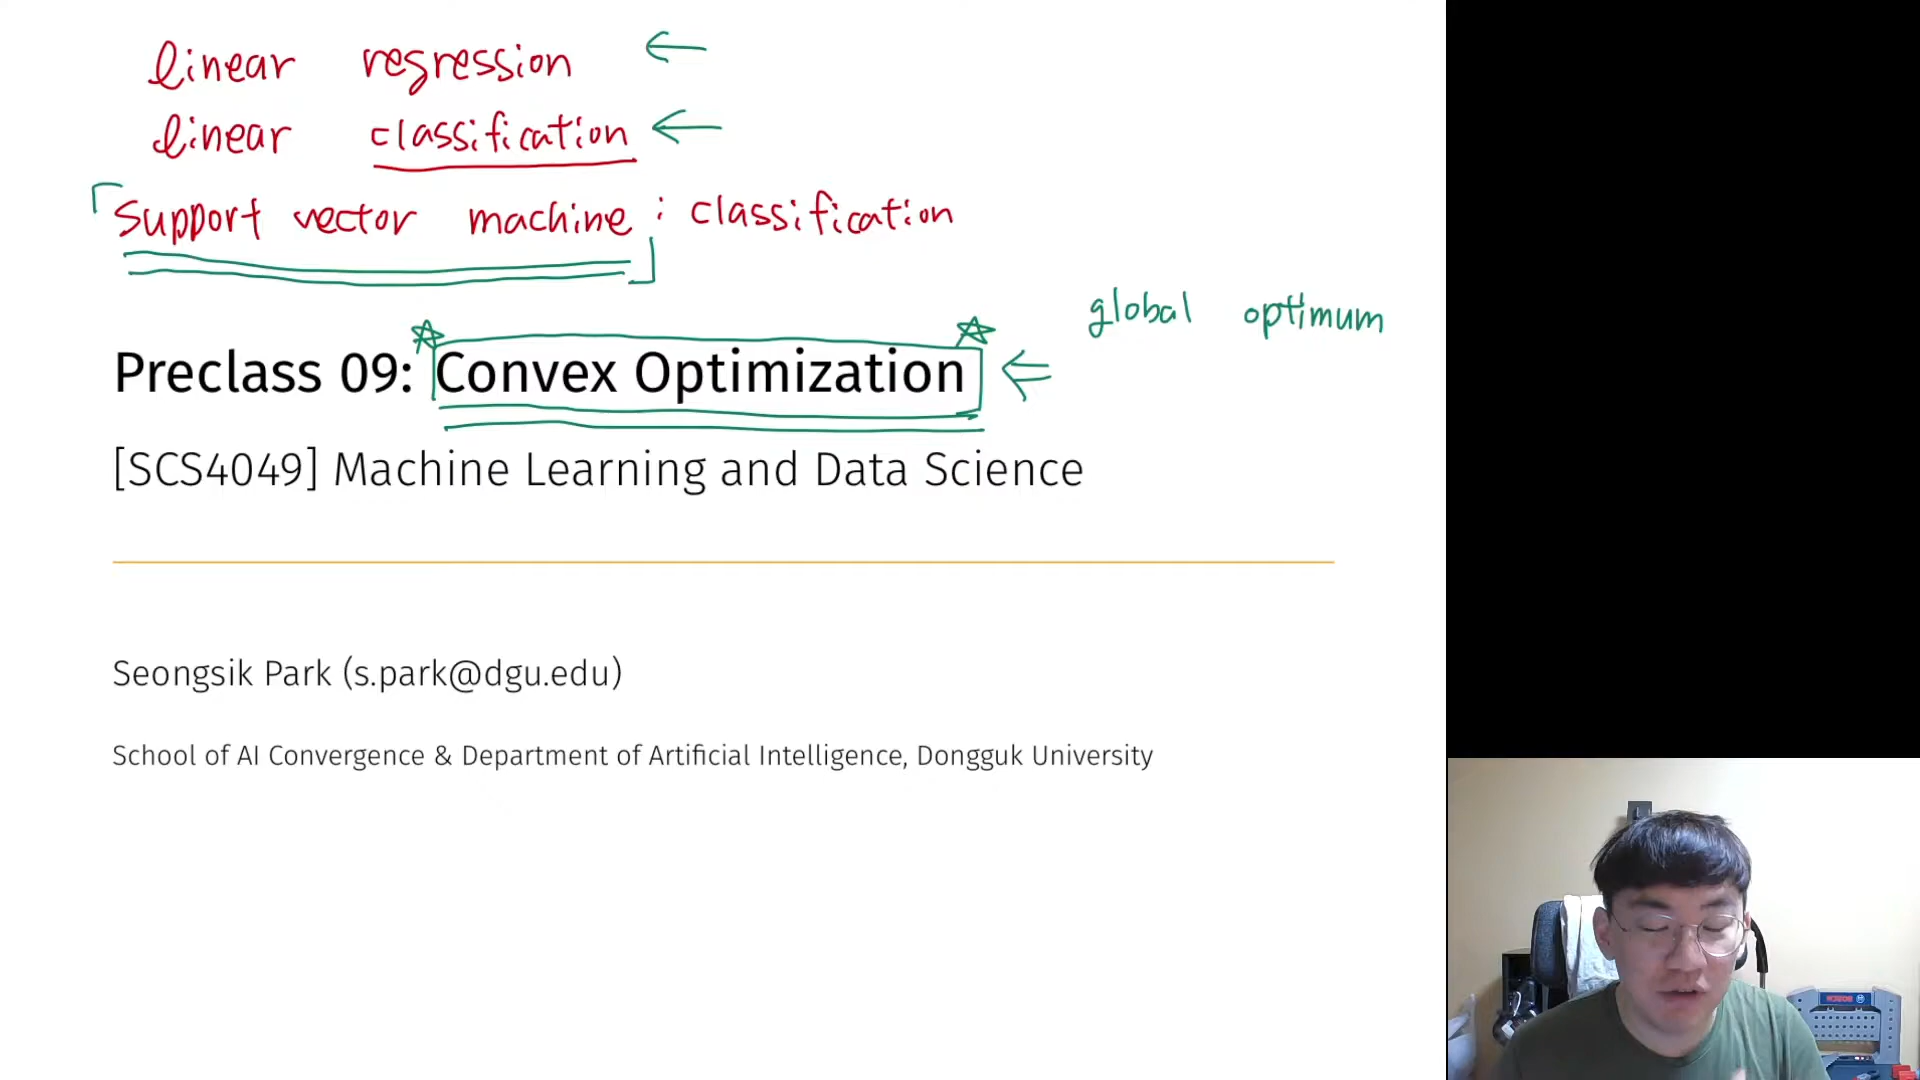 linear regression ←
linear classification ←
「support vector machine」 : classification
global optimum
Preclass 09: Convex Optimization ⇐
[SCS4049] Machine Learning and Data Science
Seongsik Park (s.park@dgu.edu)
School of AI Convergence & Department of Artificial Intelligence, Dongguk University
BOSCH